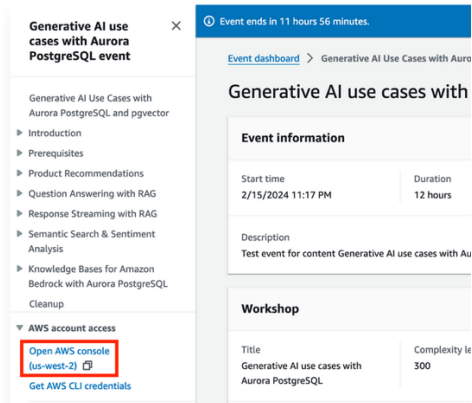 Generative AI use
cases with Aurora
PostgreSQL event
Generative AI Use Cases with
Aurora PostgreSQL and pgvector
Introduction
Prerequisites
Product Recommendations
Question Answering with RAG
Response Streaming with RAG
Semantic Search & Sentiment
Analysis
Knowledge Bases for Amazon
Bedrock with Aurora PostgreSQL
Cleanup
AWS account access
Open AWS console
(us-west-2)
Get AWS CLI credentials
Event ends in 11 hours 56 minutes.
Event dashboard > Generative AI Use Cases with Auro
Generative AI use cases with
Event information
Start time
2/15/2024 11:17 PM
Duration
12 hours
Description
Test event for content Generative AI use cases with Au
Workshop
Title
Generative AI use cases with
Aurora PostgreSQL
Complexity le
300